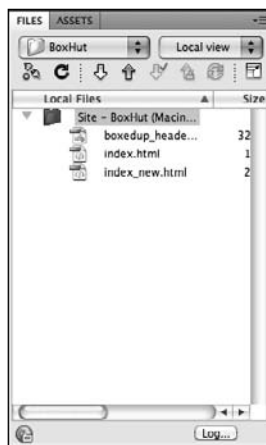 FILES ASSETS
BoxHut Local view
Local Files Size
Site - BoxHut (Macin...
boxedup_heade... 32
index.html 1
index_new.html 2
Log...